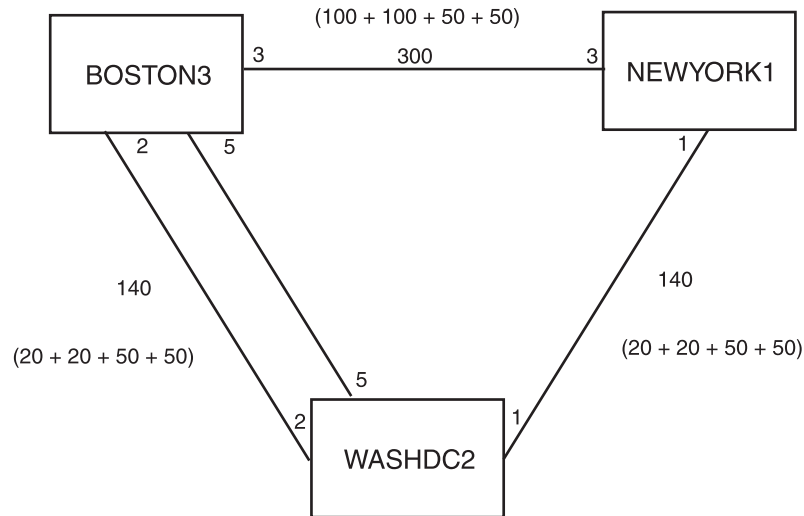 (100 + 100 + 50 + 50)
BOSTON3
3
300
3
NEWYORK1
2
5
1
140
140
(20 + 20 + 50 + 50)
(20 + 20 + 50 + 50)
5
2
1
WASHDC2